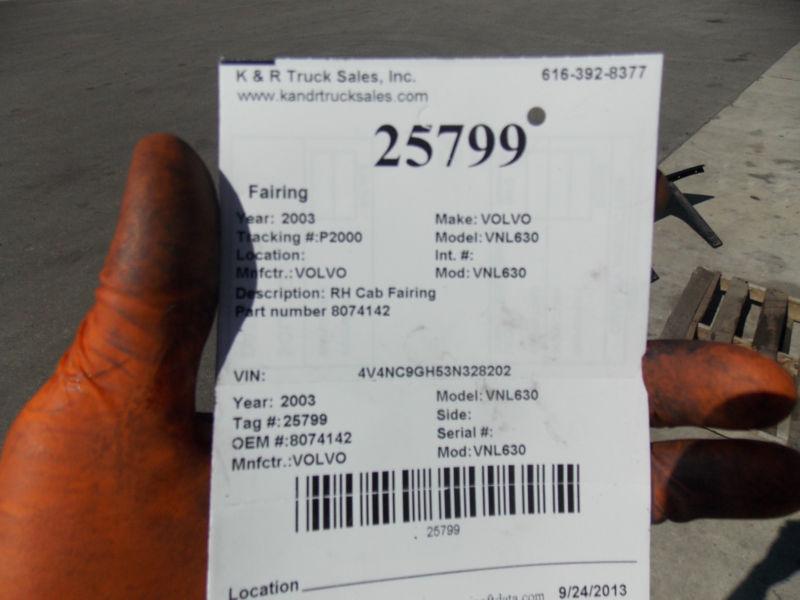 K & R Truck Sales, Inc. 616-392-8377
www.kandrtrucksales.com
25799
Fairing
Year: 2003 Make: VOLVO
Tracking #:P2000 Model: VNL630
Location: Int. #:
Mnfctr.: VOLVO Mod: VNL630
Description: RH Cab Fairing
Part number 8074142
VIN: 4V4NC9GH53N328202
Year: 2003 Model: VNL630
Tag #: 25799 Side:
OEM #:8074142 Serial #:
Mnfctr.:VOLVO Mod: VNL630
25799
Location
9/24/2013